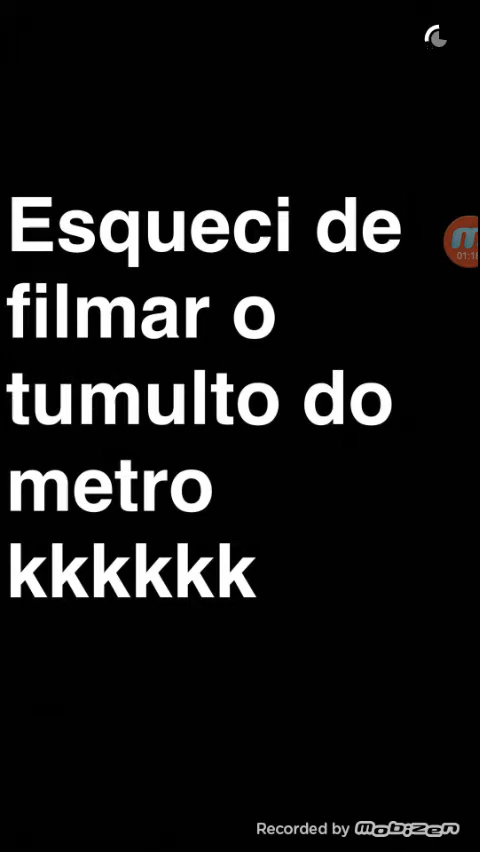 Esqueci de
filmar o
tumulto do
metro
kkkkkk
Recorded by Mobizen